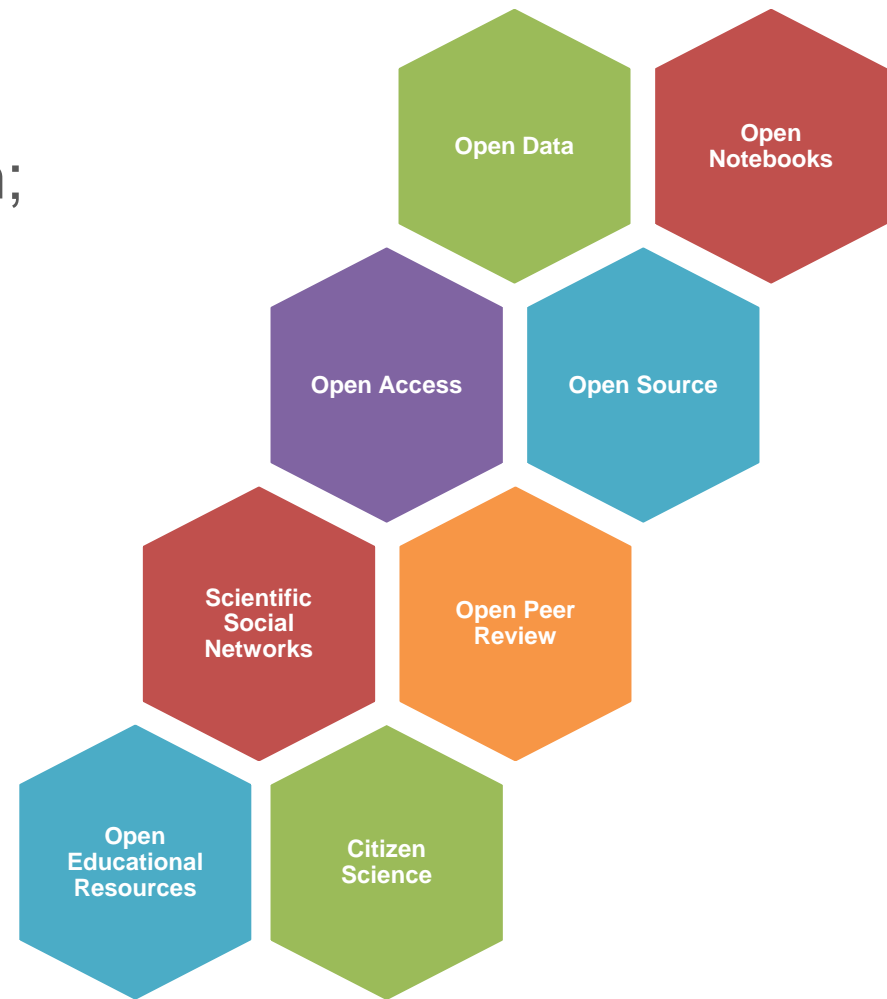 Open Data
Open
Notebooks
;
Open Access
Open Source
Scientific
Social
Networks
Open Peer
Review
Open
Educational
Resources
Citizen
Science